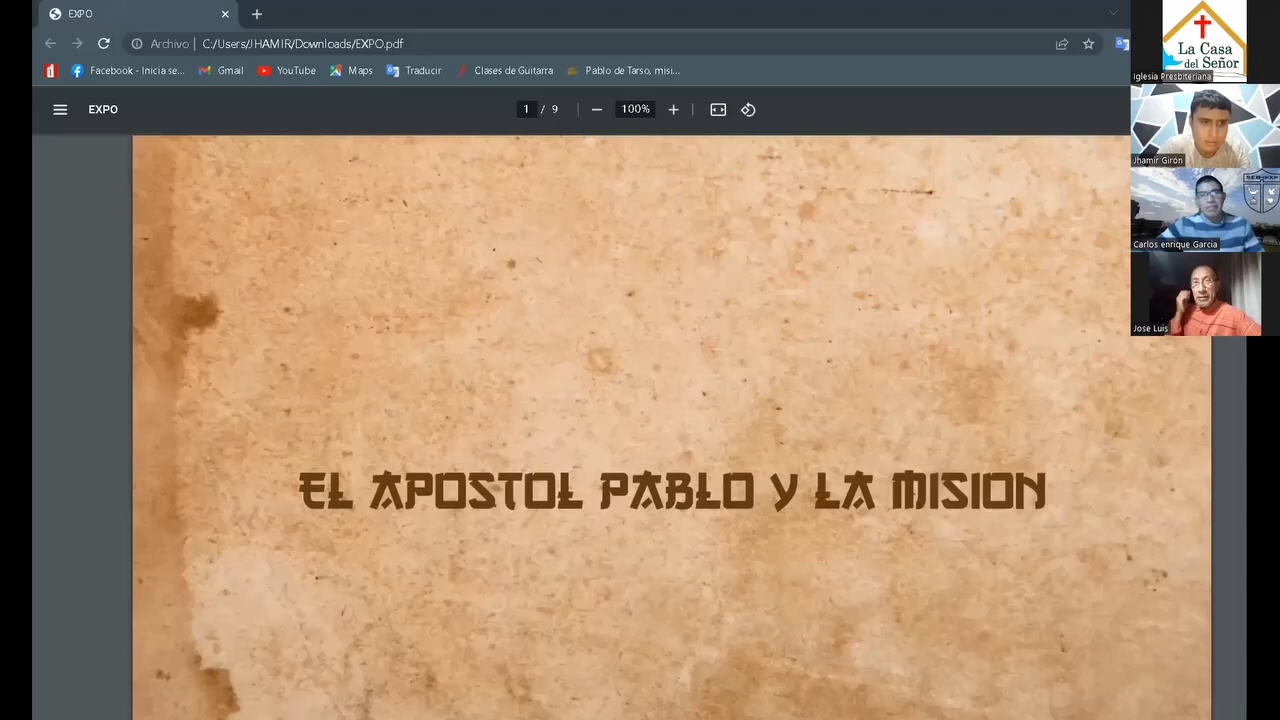 EXPO
Archivo
C:/Users/JHAMIR/Downloads/EXPO.pdf
Facebook - Inicia se...
Gmail
YouTube
Maps
Traducir
Clases de Guitarra
Pablo de Tarso, misi...
EXPO
1 / 9
100%
EL APOSTOL PABLO Y LA MISION
La Casa
del Señor
Iglesia Presbiteriana
Jhamir Girón
Carlos enrique Garcia
Jose Luis